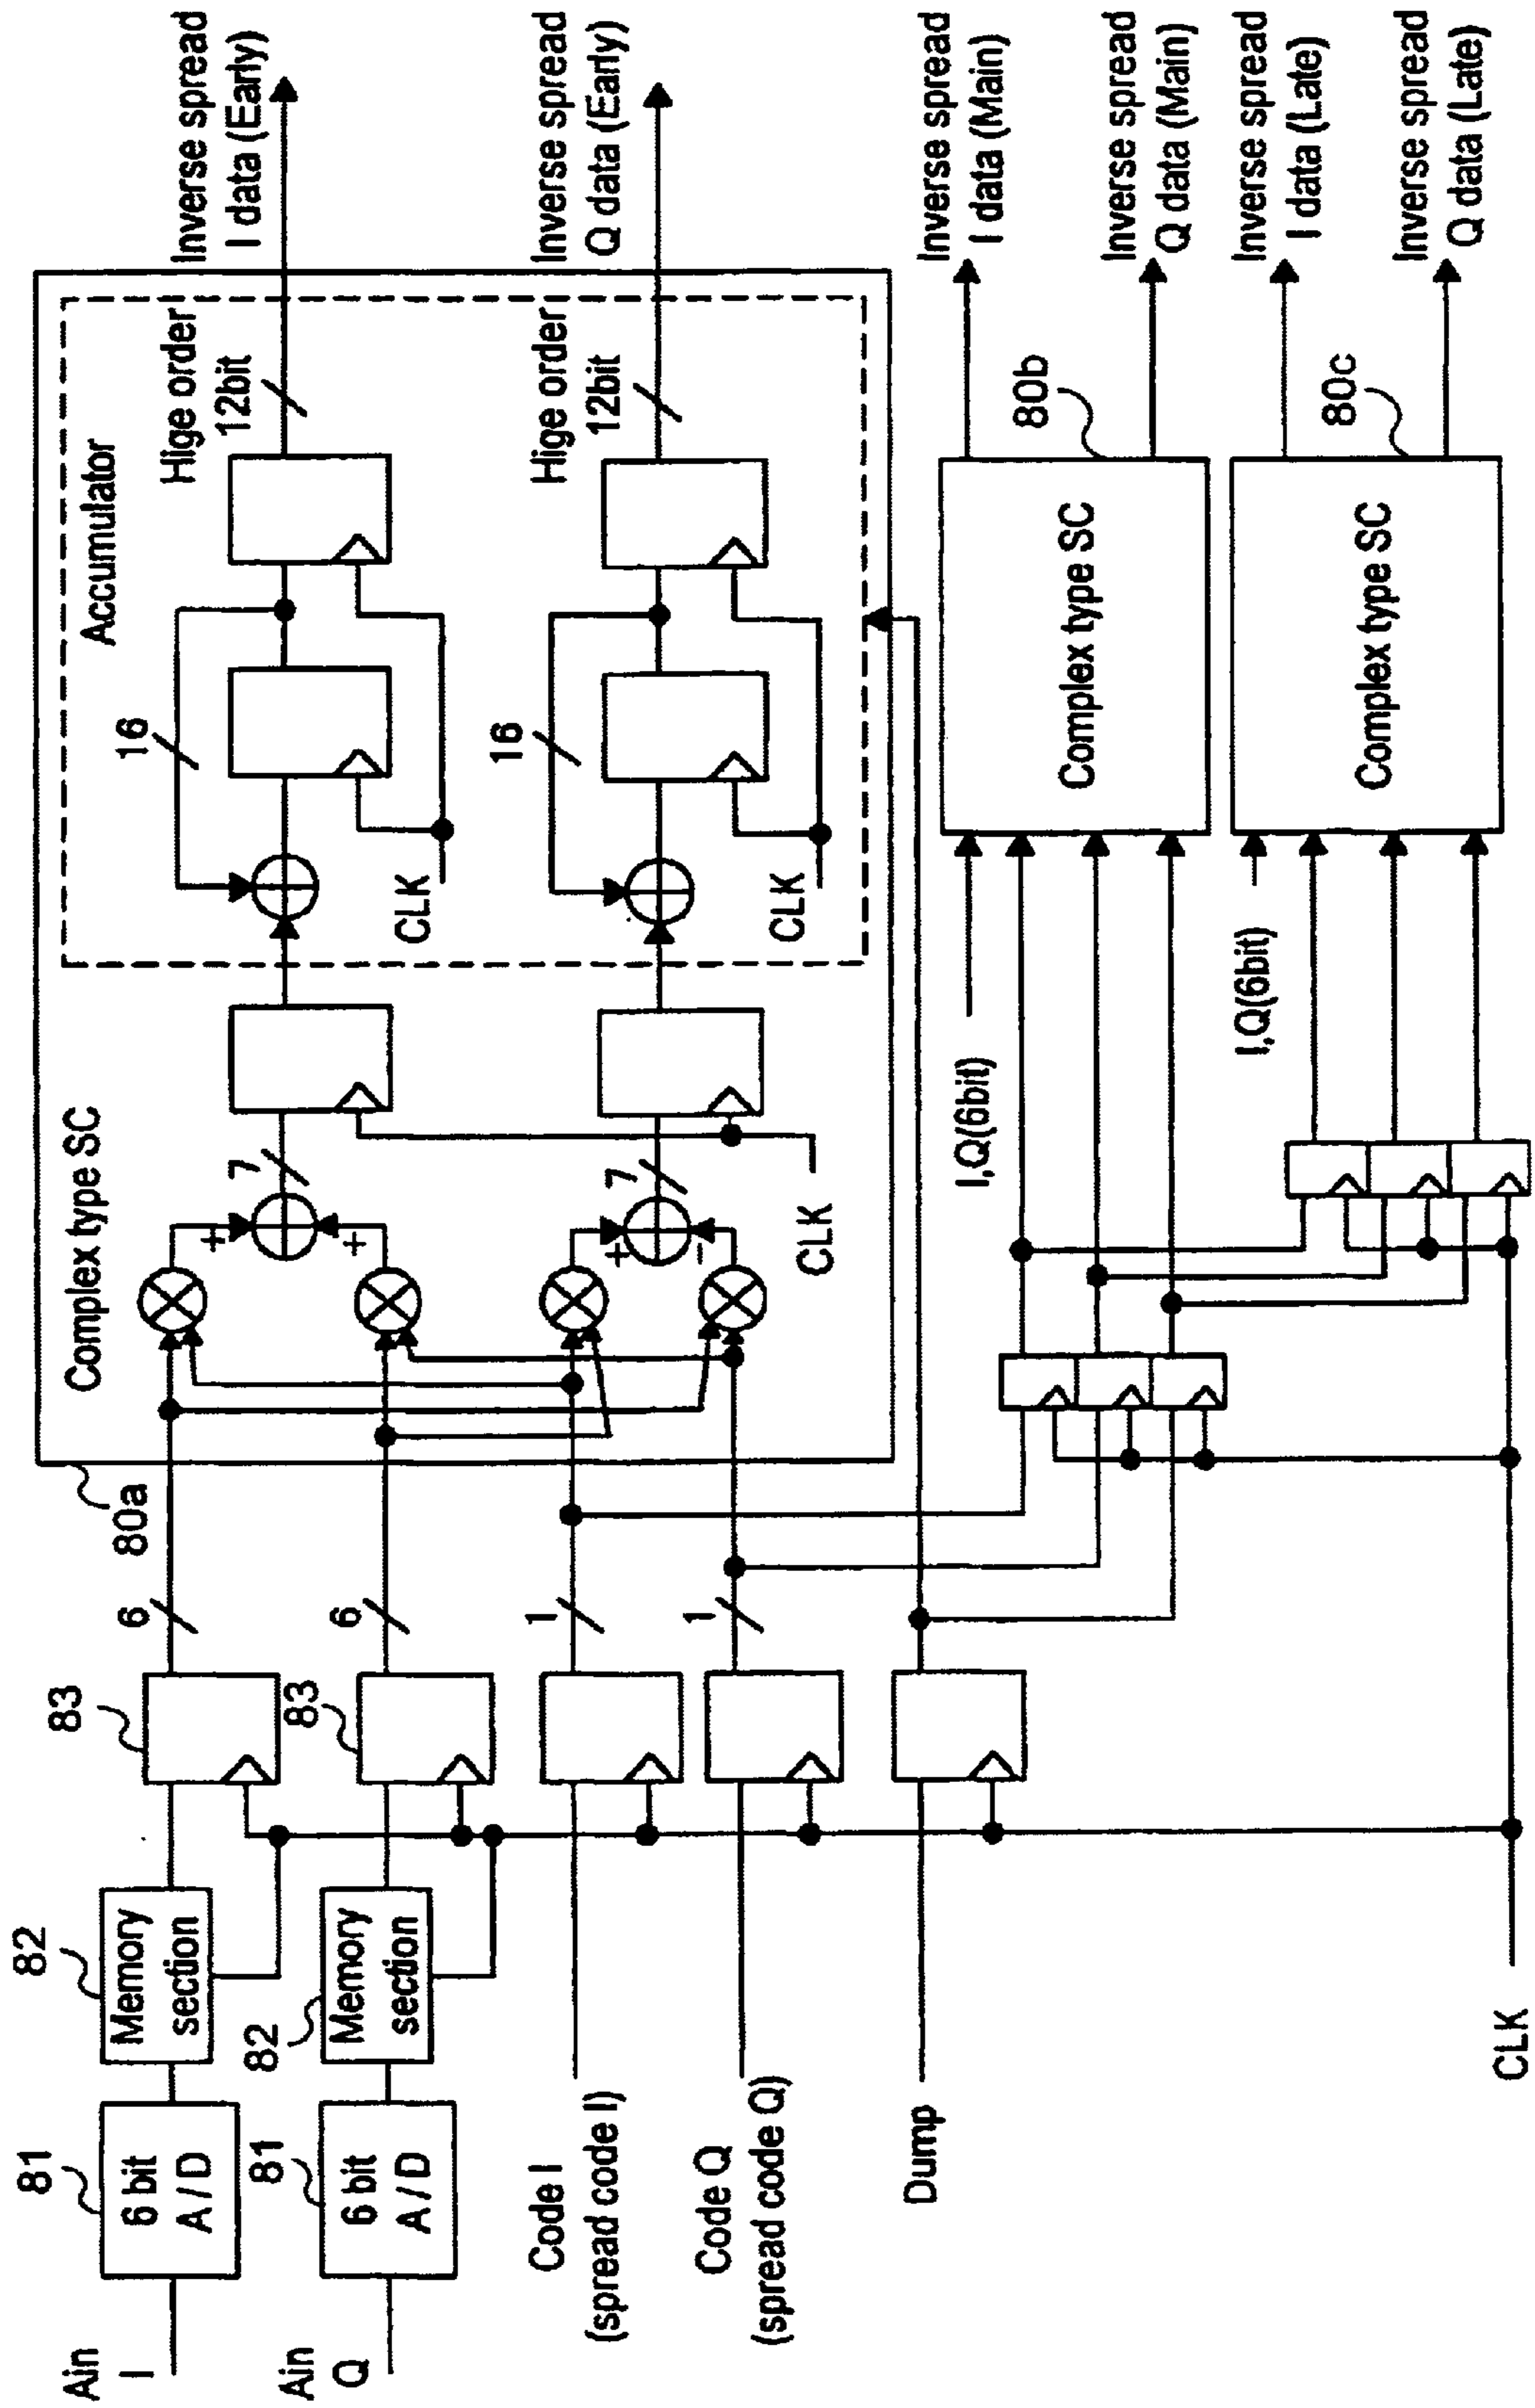 Ain
I
81
6 bit
A/D
82
Memory
section
83
6
80a
Complex type SC
+
+
7
Accumulator
16
CLK
Hige order
12bit
Inverse spread
I data (Early)
Ain
Q
81
6 bit
A/D
82
Memory
section
83
6
Code I
(spread code I)
1
+
-
7
CLK
16
CLK
Hige order
12bit
Inverse spread
Q data (Early)
Code Q
(spread code Q)
1
Dump
I,Q(6bit)
Complex type SC
80b
Inverse spread
I data (Main)
Inverse spread
Q data (Main)
I,Q(6bit)
Complex type SC
80c
Inverse spread
I data (Late)
Inverse spread
Q data (Late)
CLK